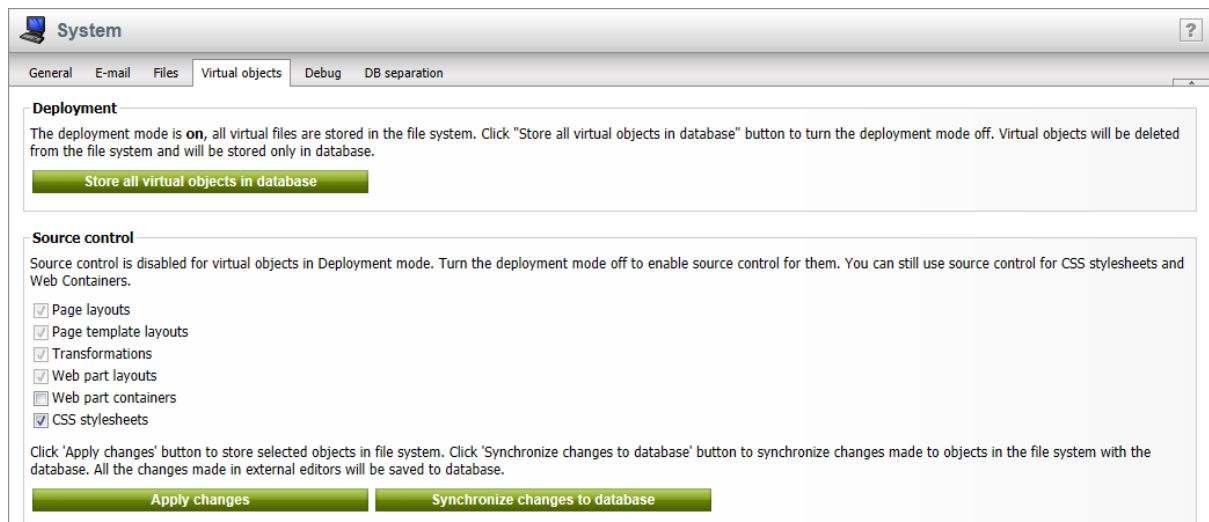 System
?
General E-mail Files Virtual objects Debug DB separation
Deployment
The deployment mode is on, all virtual files are stored in the file system. Click "Store all virtual objects in database" button to turn the deployment mode off. Virtual objects will be deleted
from the file system and will be stored only in database.
Store all virtual objects in database
Source control
Source control is disabled for virtual objects in Deployment mode. Turn the deployment mode off to enable source control for them. You can still use source control for CSS stylesheets and
Web Containers.
Page layouts
Page template layouts
Transformations
Web part layouts
Web part containers
CSS stylesheets
Click 'Apply changes' button to store selected objects in file system. Click 'Synchronize changes to database' button to synchronize changes made to objects in the file system with the
database. All the changes made in external editors will be saved to database.
Apply changes Synchronize changes to database